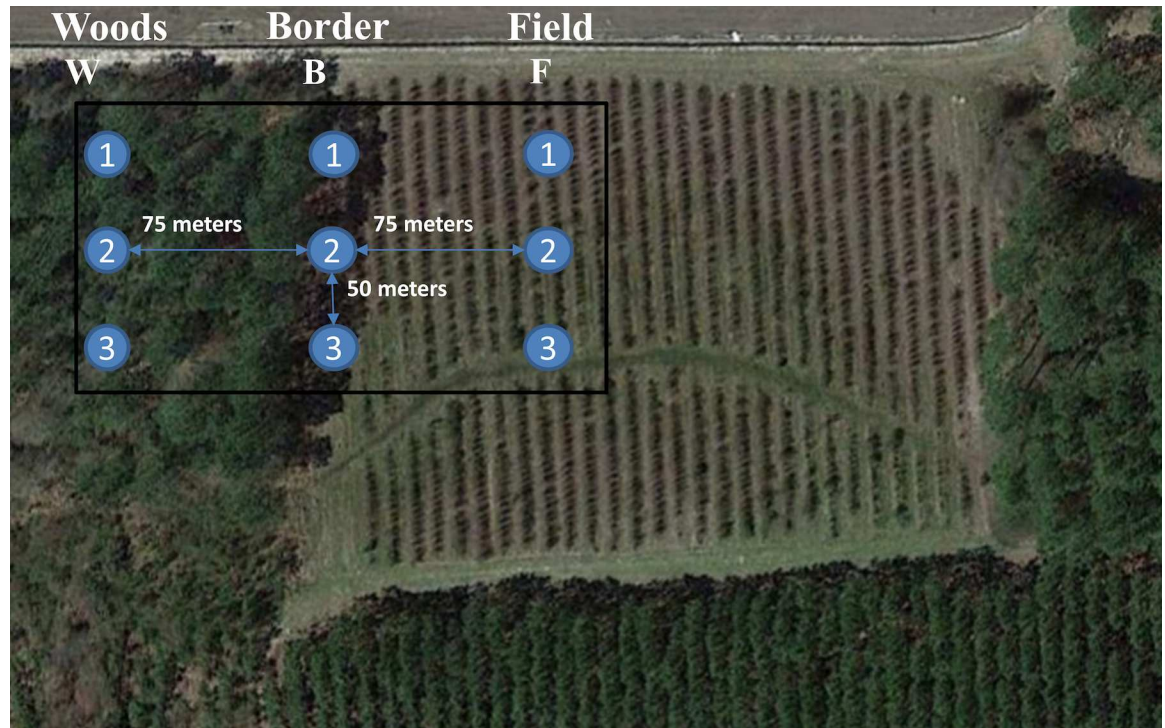 Woods Border Field
W B F
1 1 1
75 meters 75 meters
2 2 2
50 meters
3 3 3